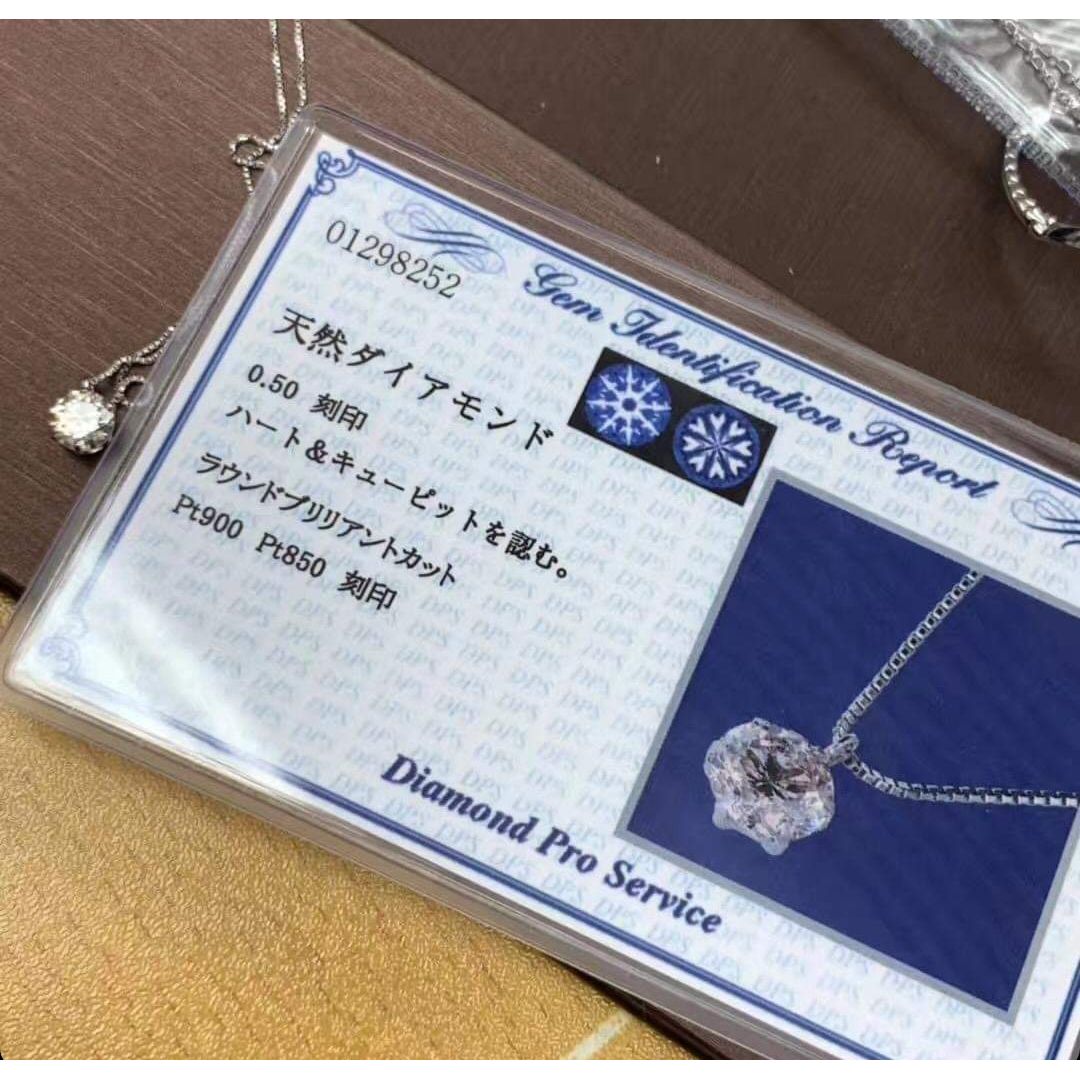 01298252
Gem Identification Report
天然ダイアモンド
0.50 刻印
ハート&キューピットを認む。
ラウンドブリリアントカット
Pt900 Pt850 刻印
Diamond Pro Service